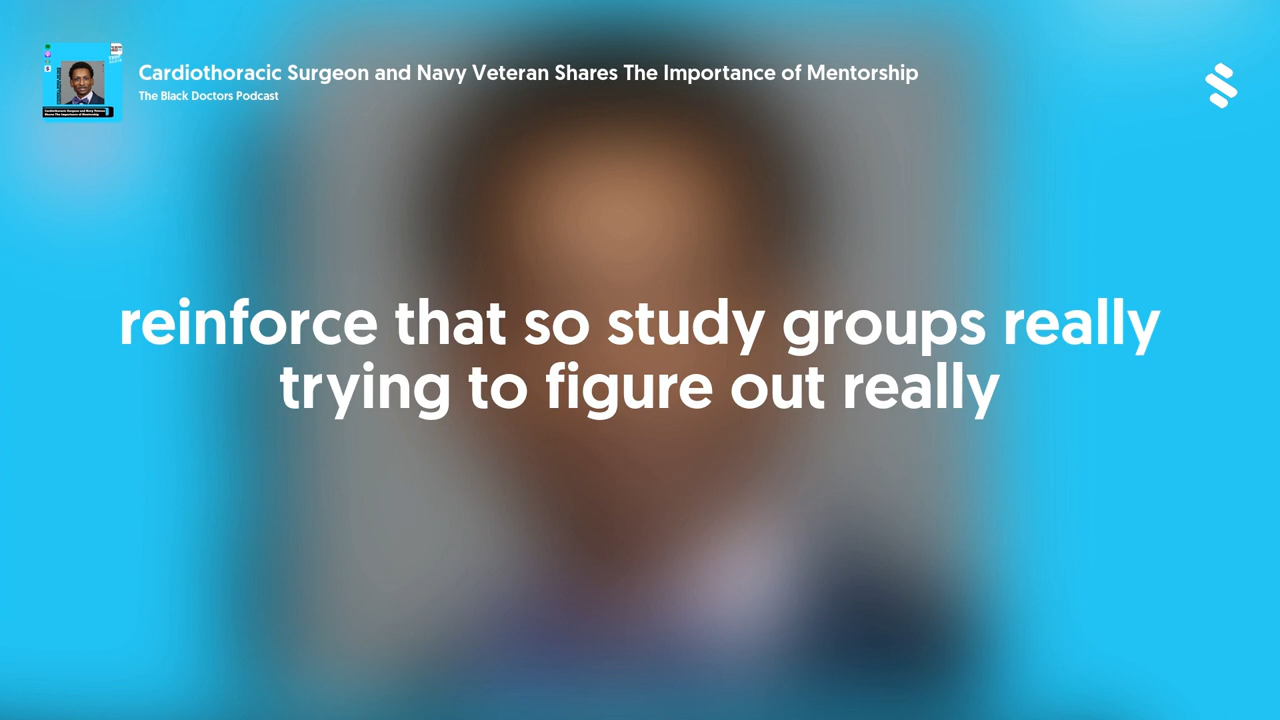 Cardiothoracic Surgeon and Navy Veteran Shares The Importance of Mentorship
The Black Doctors Podcast
reinforce that so study groups really
trying to figure out really